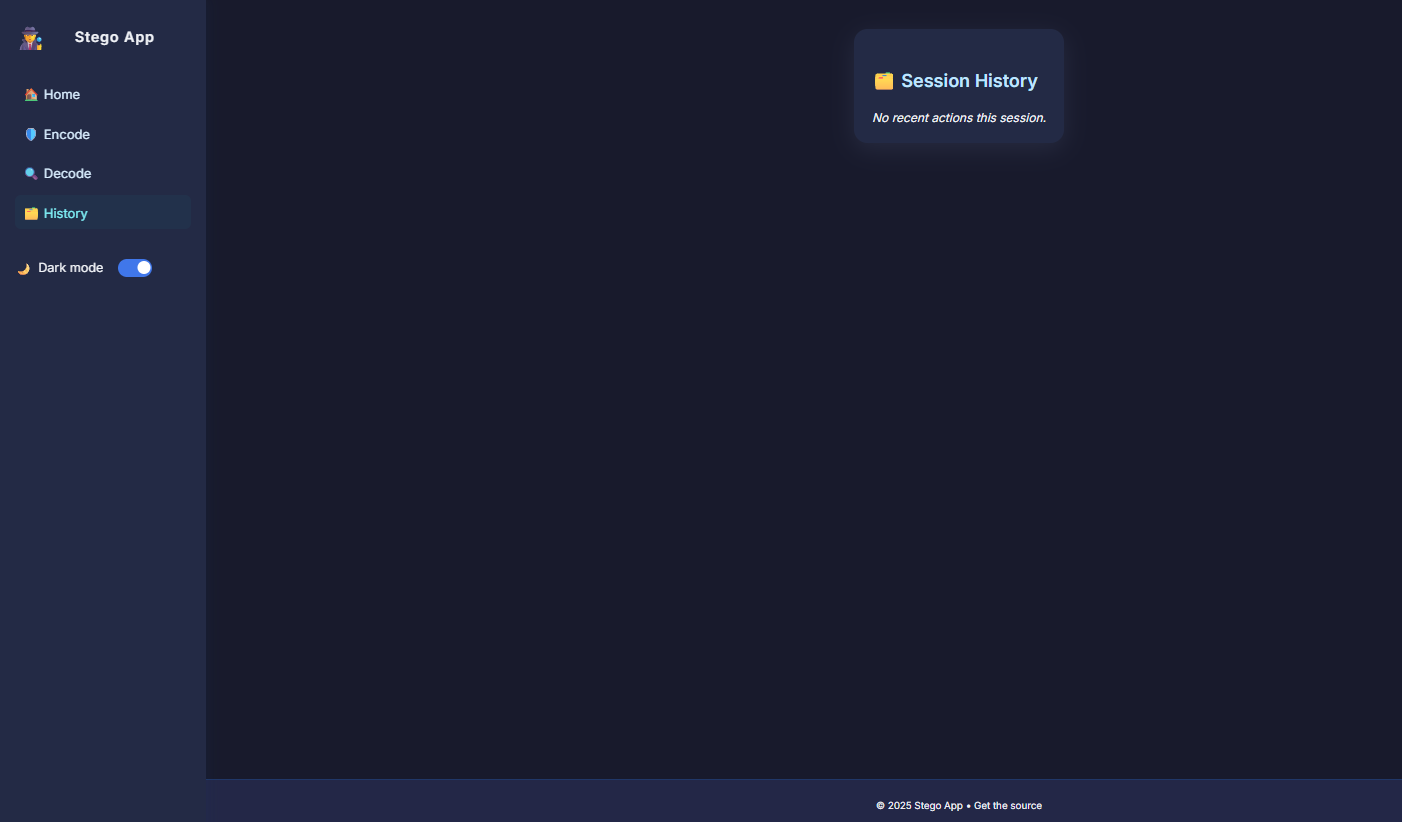 Stego App
Home
Encode
Decode
History
Dark mode
Session History
No recent actions this session.
© 2025 Stego App • Get the source